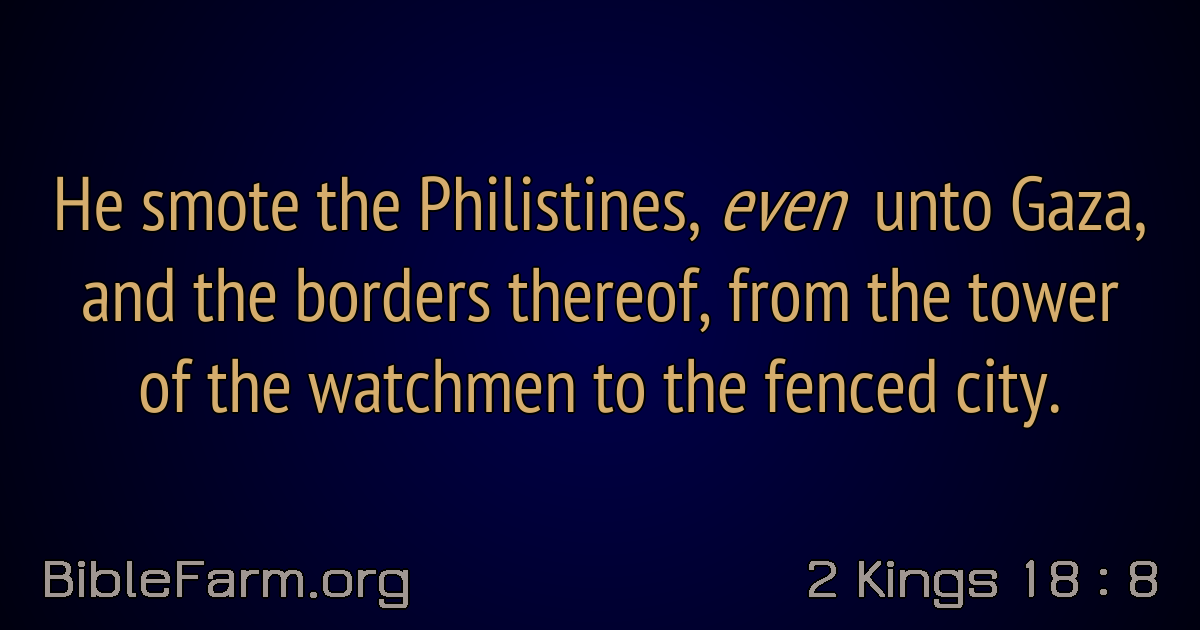 He smote the Philistines, even unto Gaza,
and the borders thereof, from the tower
of the watchmen to the fenced city.
BibleFarm.org
2 Kings 18 : 8